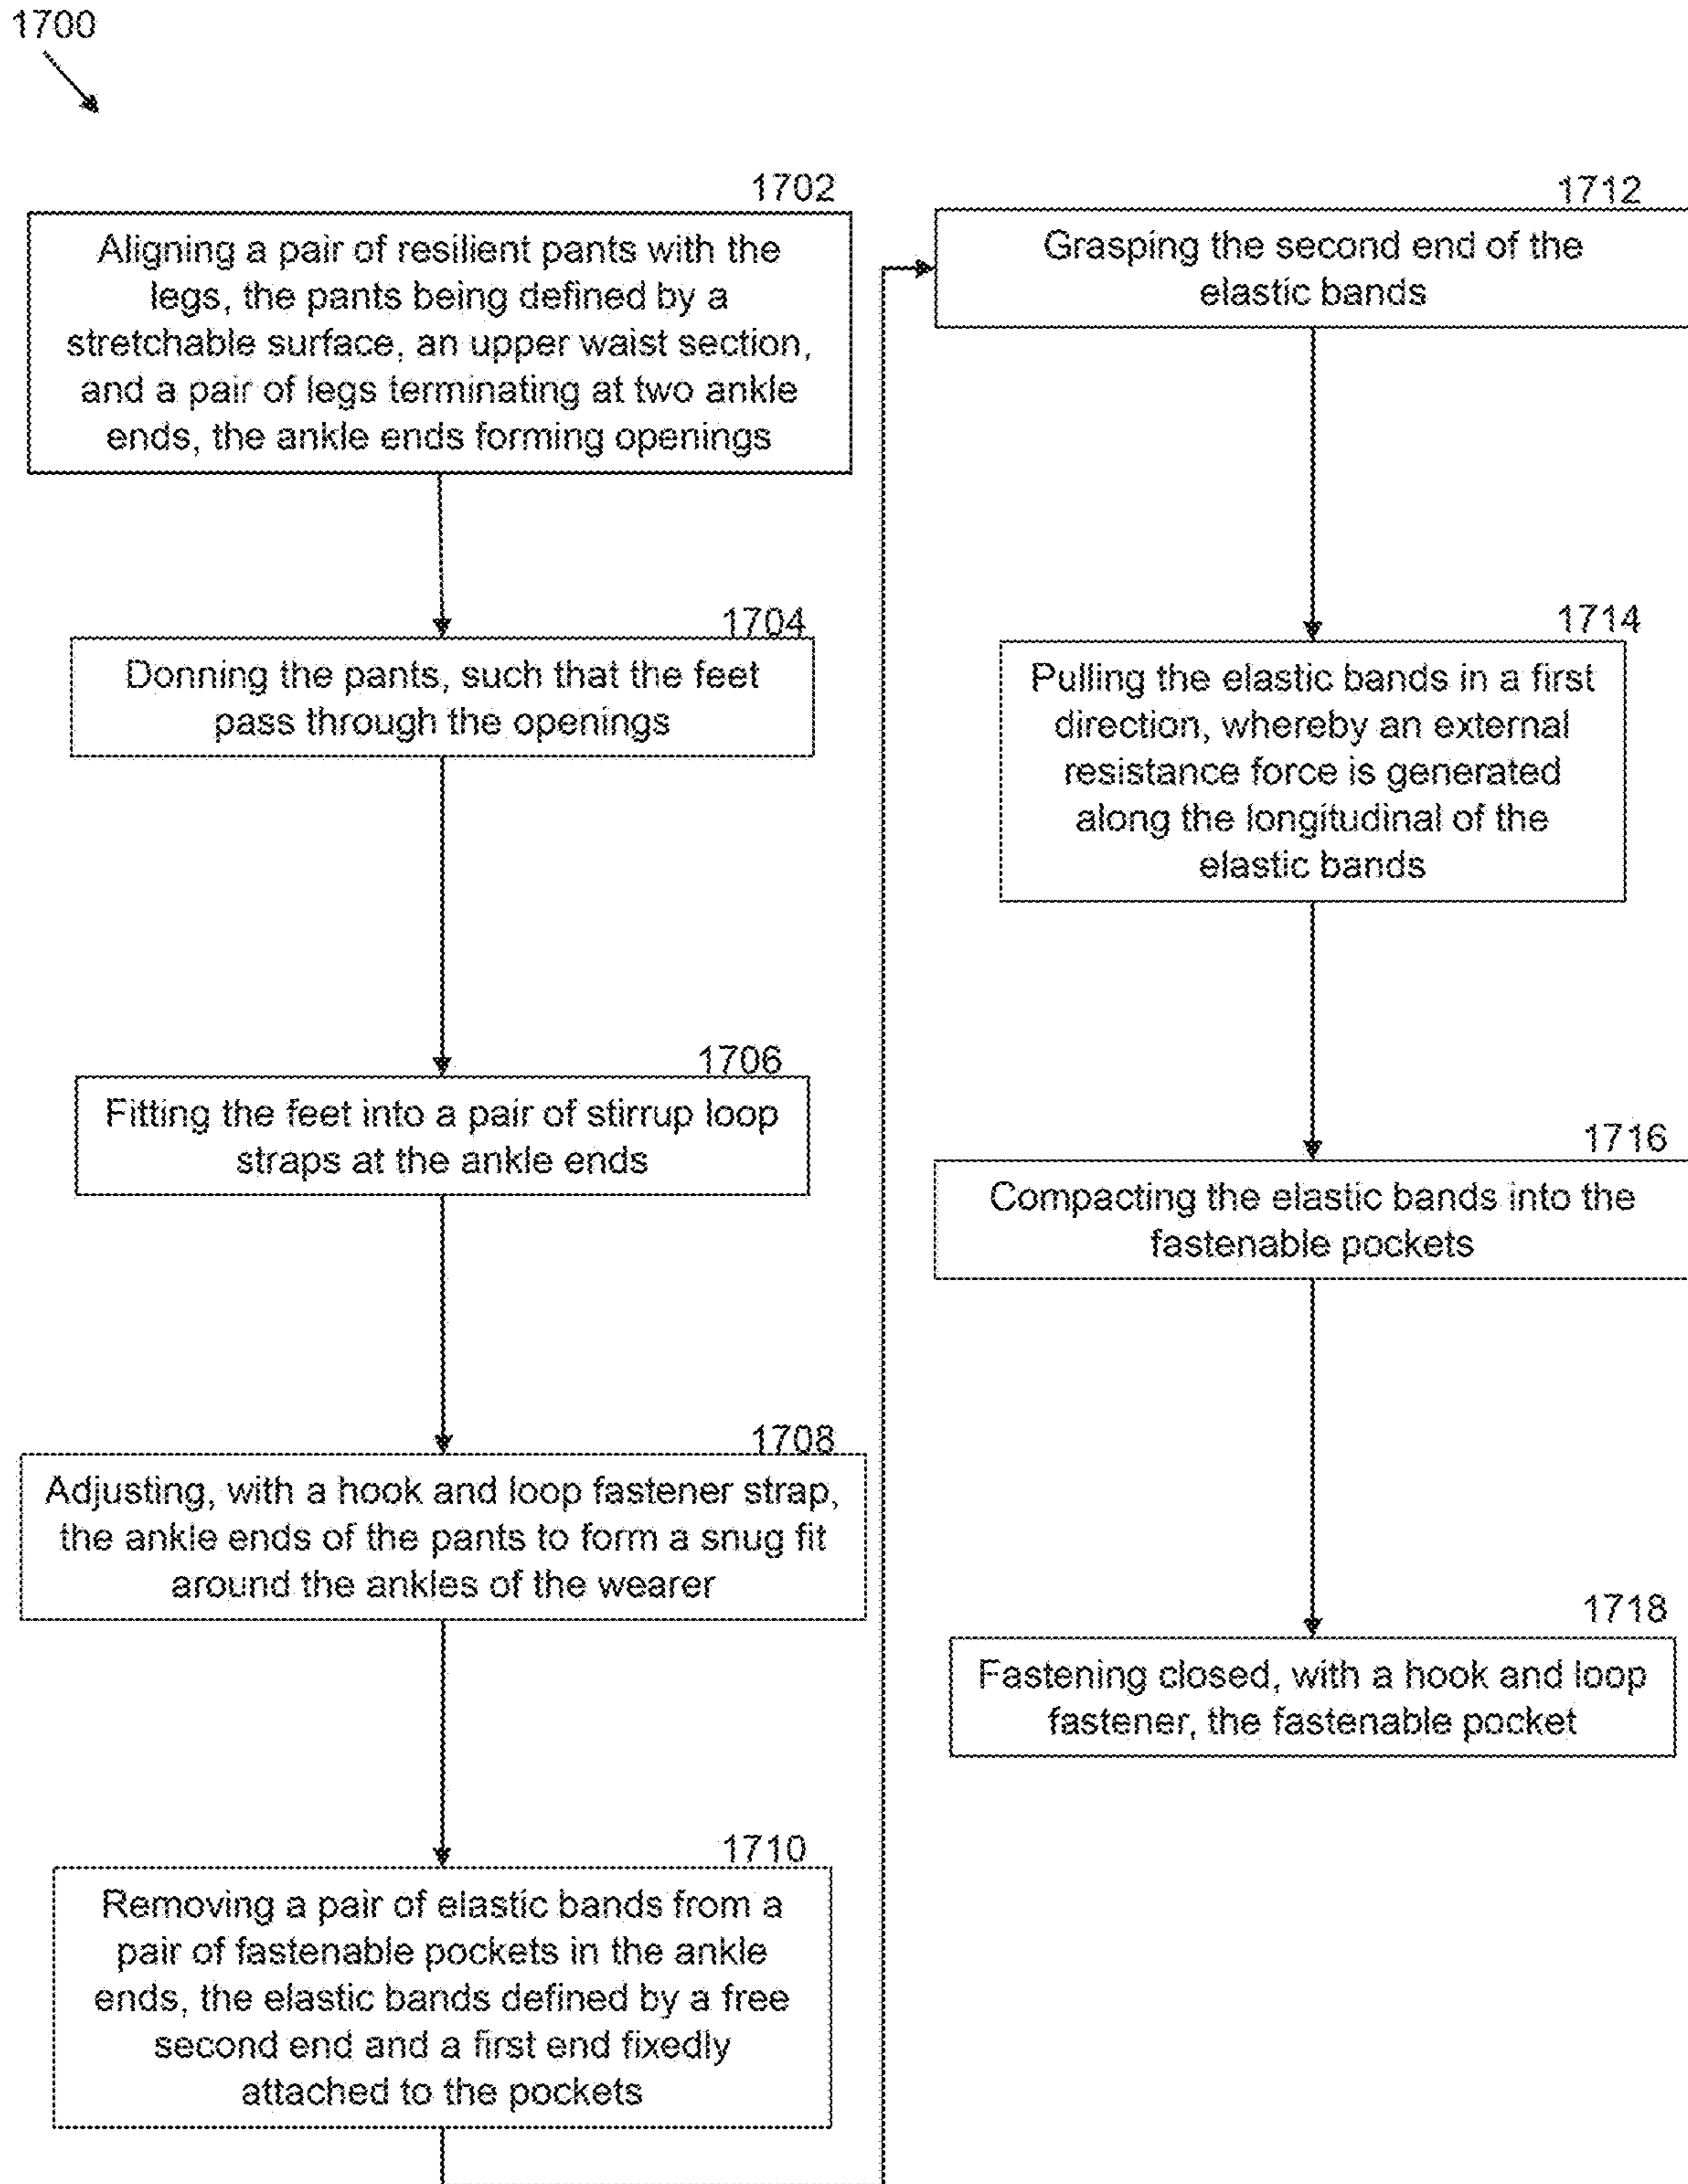 1700
1702
Aligning a pair of resilient pants with the
legs, the pants being defined by a
stretchable surface, an upper waist section,
and a pair of legs terminating at two ankle
ends, the ankle ends forming openings
1704
Donning the pants, such that the feet
pass through the openings
1706
Fitting the feet into a pair of stirrup loop
straps at the ankle ends
1708
Adjusting, with a hook and loop fastener strap,
the ankle ends of the pants to form a snug fit
around the ankles of the wearer
1710
Removing a pair of elastic bands from a
pair of fastenable pockets in the ankle
ends, the elastic bands defined by a free
second end and a first end fixedly
attached to the pockets
1712
Grasping the second end of the
elastic bands
1714
Pulling the elastic bands in a first
direction, whereby an external
resistance force is generated
along the longitudinal of the
elastic bands
1716
Compacting the elastic bands into the
fastenable pockets
1718
Fastening closed, with a hook and loop
fastener, the fastenable pocket